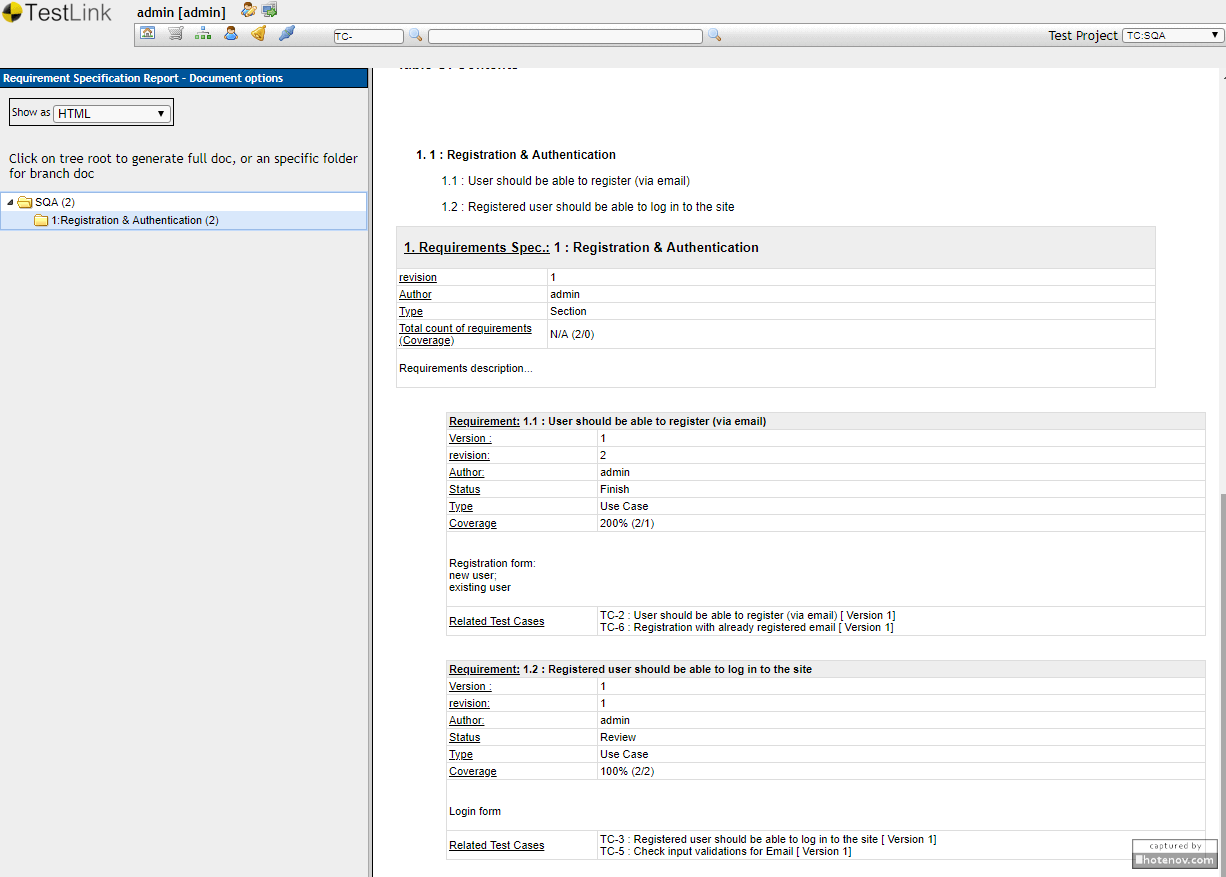 TestLink
admin [admin]
TC-
Test Project TC:SQA
Requirement Specification Report - Document options
Show as HTML
Click on tree root to generate full doc, or an specific folder
for branch doc
SQA (2)
1:Registration & Authentication (2)
1. 1 : Registration & Authentication
1.1 : User should be able to register (via email)
1.2 : Registered user should be able to log in to the site
1. Requirements Spec.: 1 : Registration & Authentication
revision 1
Author admin
Type Section
Total count of requirements
(Coverage) N/A (2/0)
Requirements description...
Requirement: 1.1 : User should be able to register (via email)
Version : 1
revision: 2
Author: admin
Status Finish
Type Use Case
Coverage 200% (2/1)
Registration form:
new user;
existing user
Related Test Cases
TC-2 : User should be able to register (via email) [ Version 1]
TC-6 : Registration with already registered email [ Version 1]
Requirement: 1.2 : Registered user should be able to log in to the site
Version : 1
revision: 1
Author: admin
Status Review
Type Use Case
Coverage 100% (2/2)
Login form
Related Test Cases
TC-3 : Registered user should be able to log in to the site [ Version 1]
TC-5 : Check input validations for Email [ Version 1]
captured by
hotenov.com